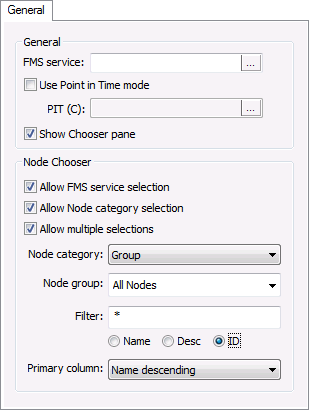 General
General
FMS service:
...
Use Point in Time mode
PIT (C):
...
Show Chooser pane
Node Chooser
Allow FMS service selection
Allow Node category selection
Allow multiple selections
Node category: Group
Node group: All Nodes
Filter: *
Name Desc ID
Primary column: Name descending